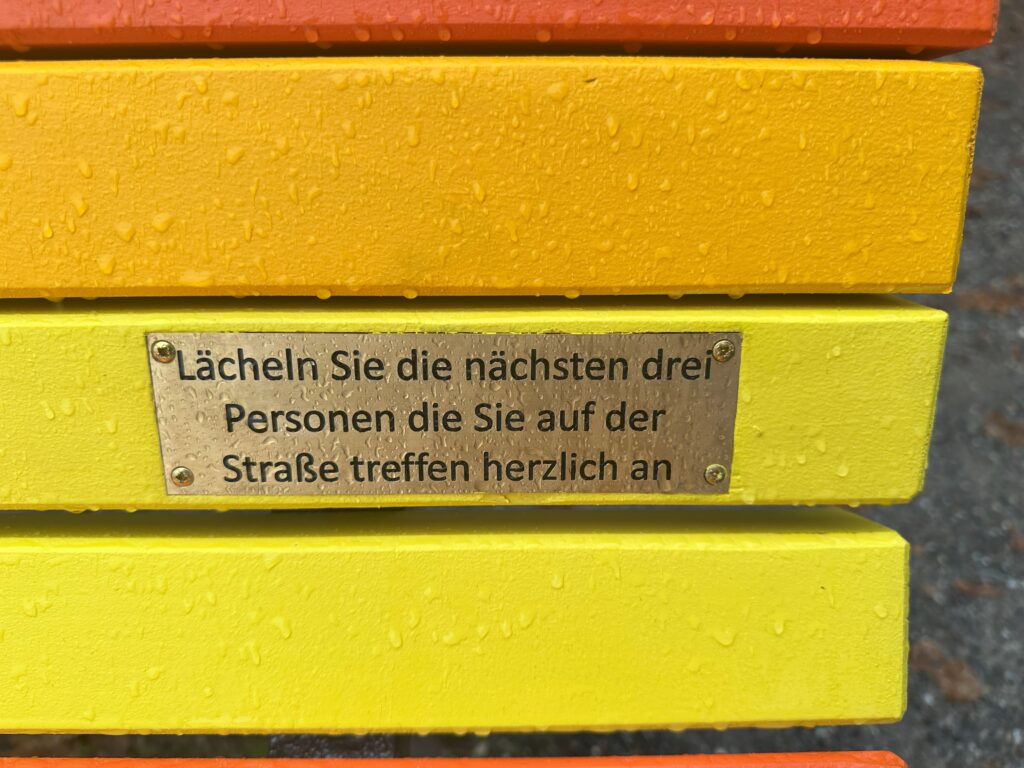 Lächeln Sie die nächsten drei
Personen die Sie auf der
Straße treffen herzlich an